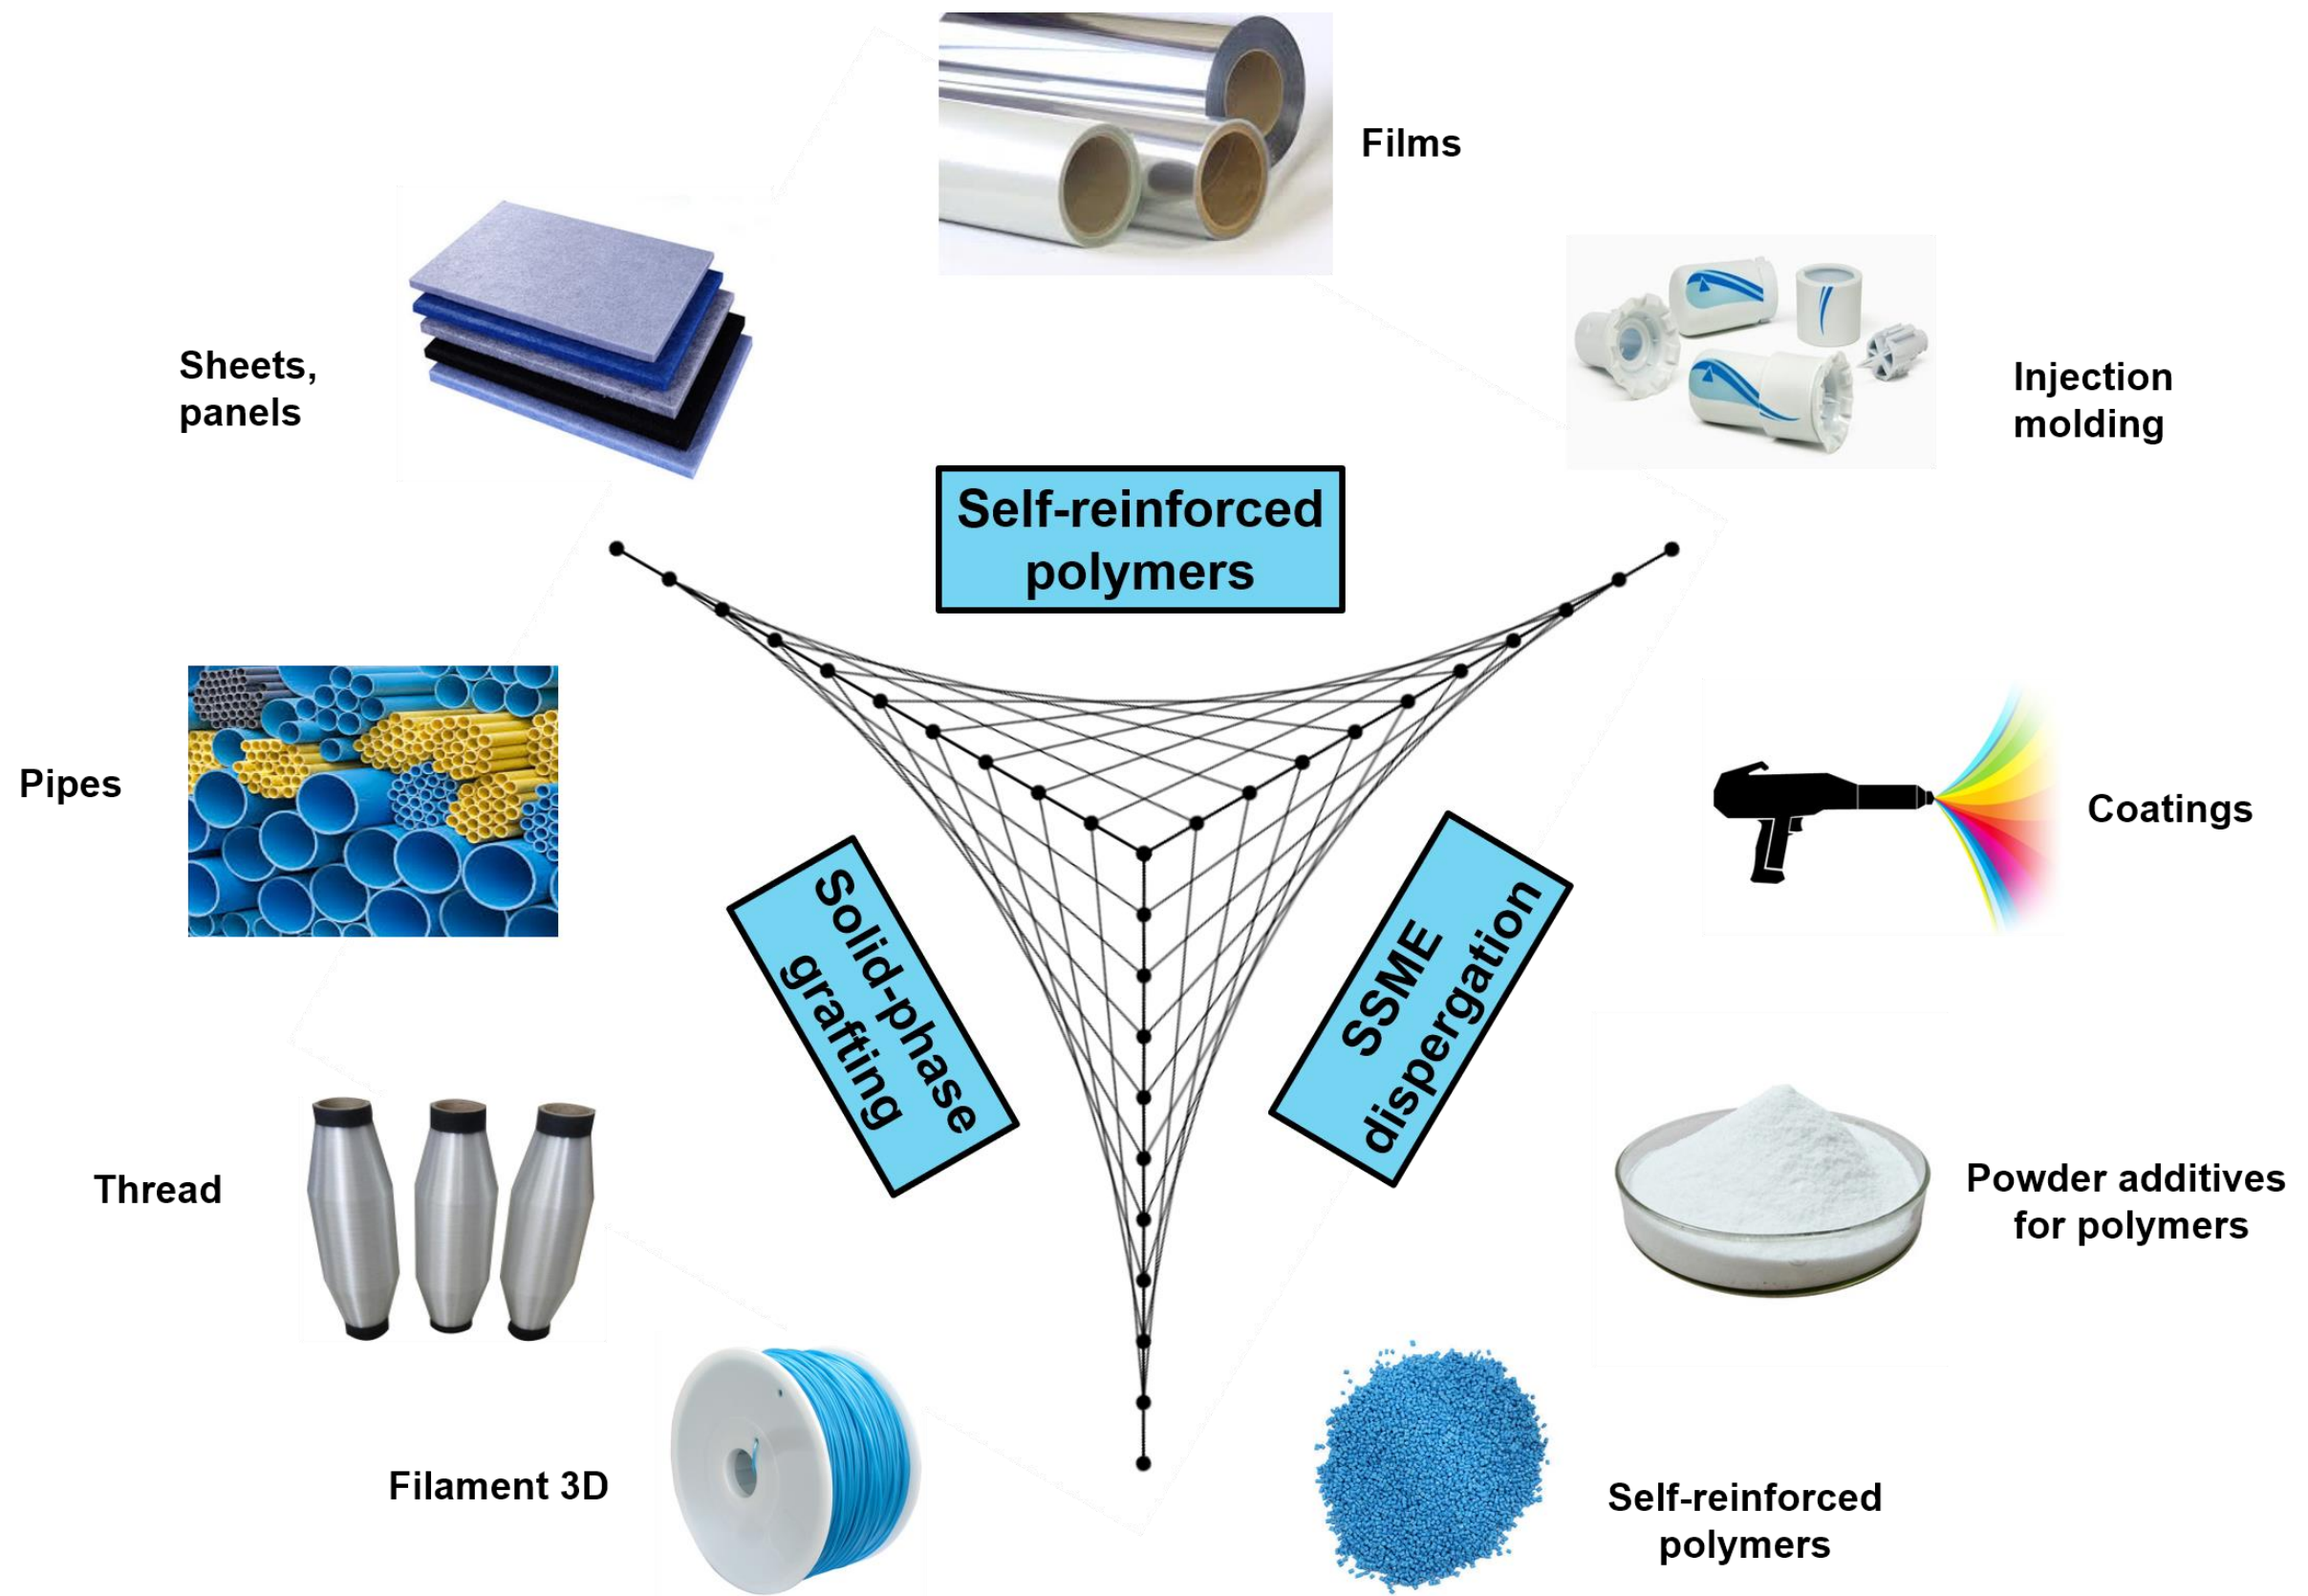 Films
Sheets,
panels
Injection
molding
Self-reinforced
polymers
Pipes
Coatings
Solid-phase
grafting
SSME
dispergation
Thread
Powder additives
for polymers
Filament 3D
Self-reinforced
polymers